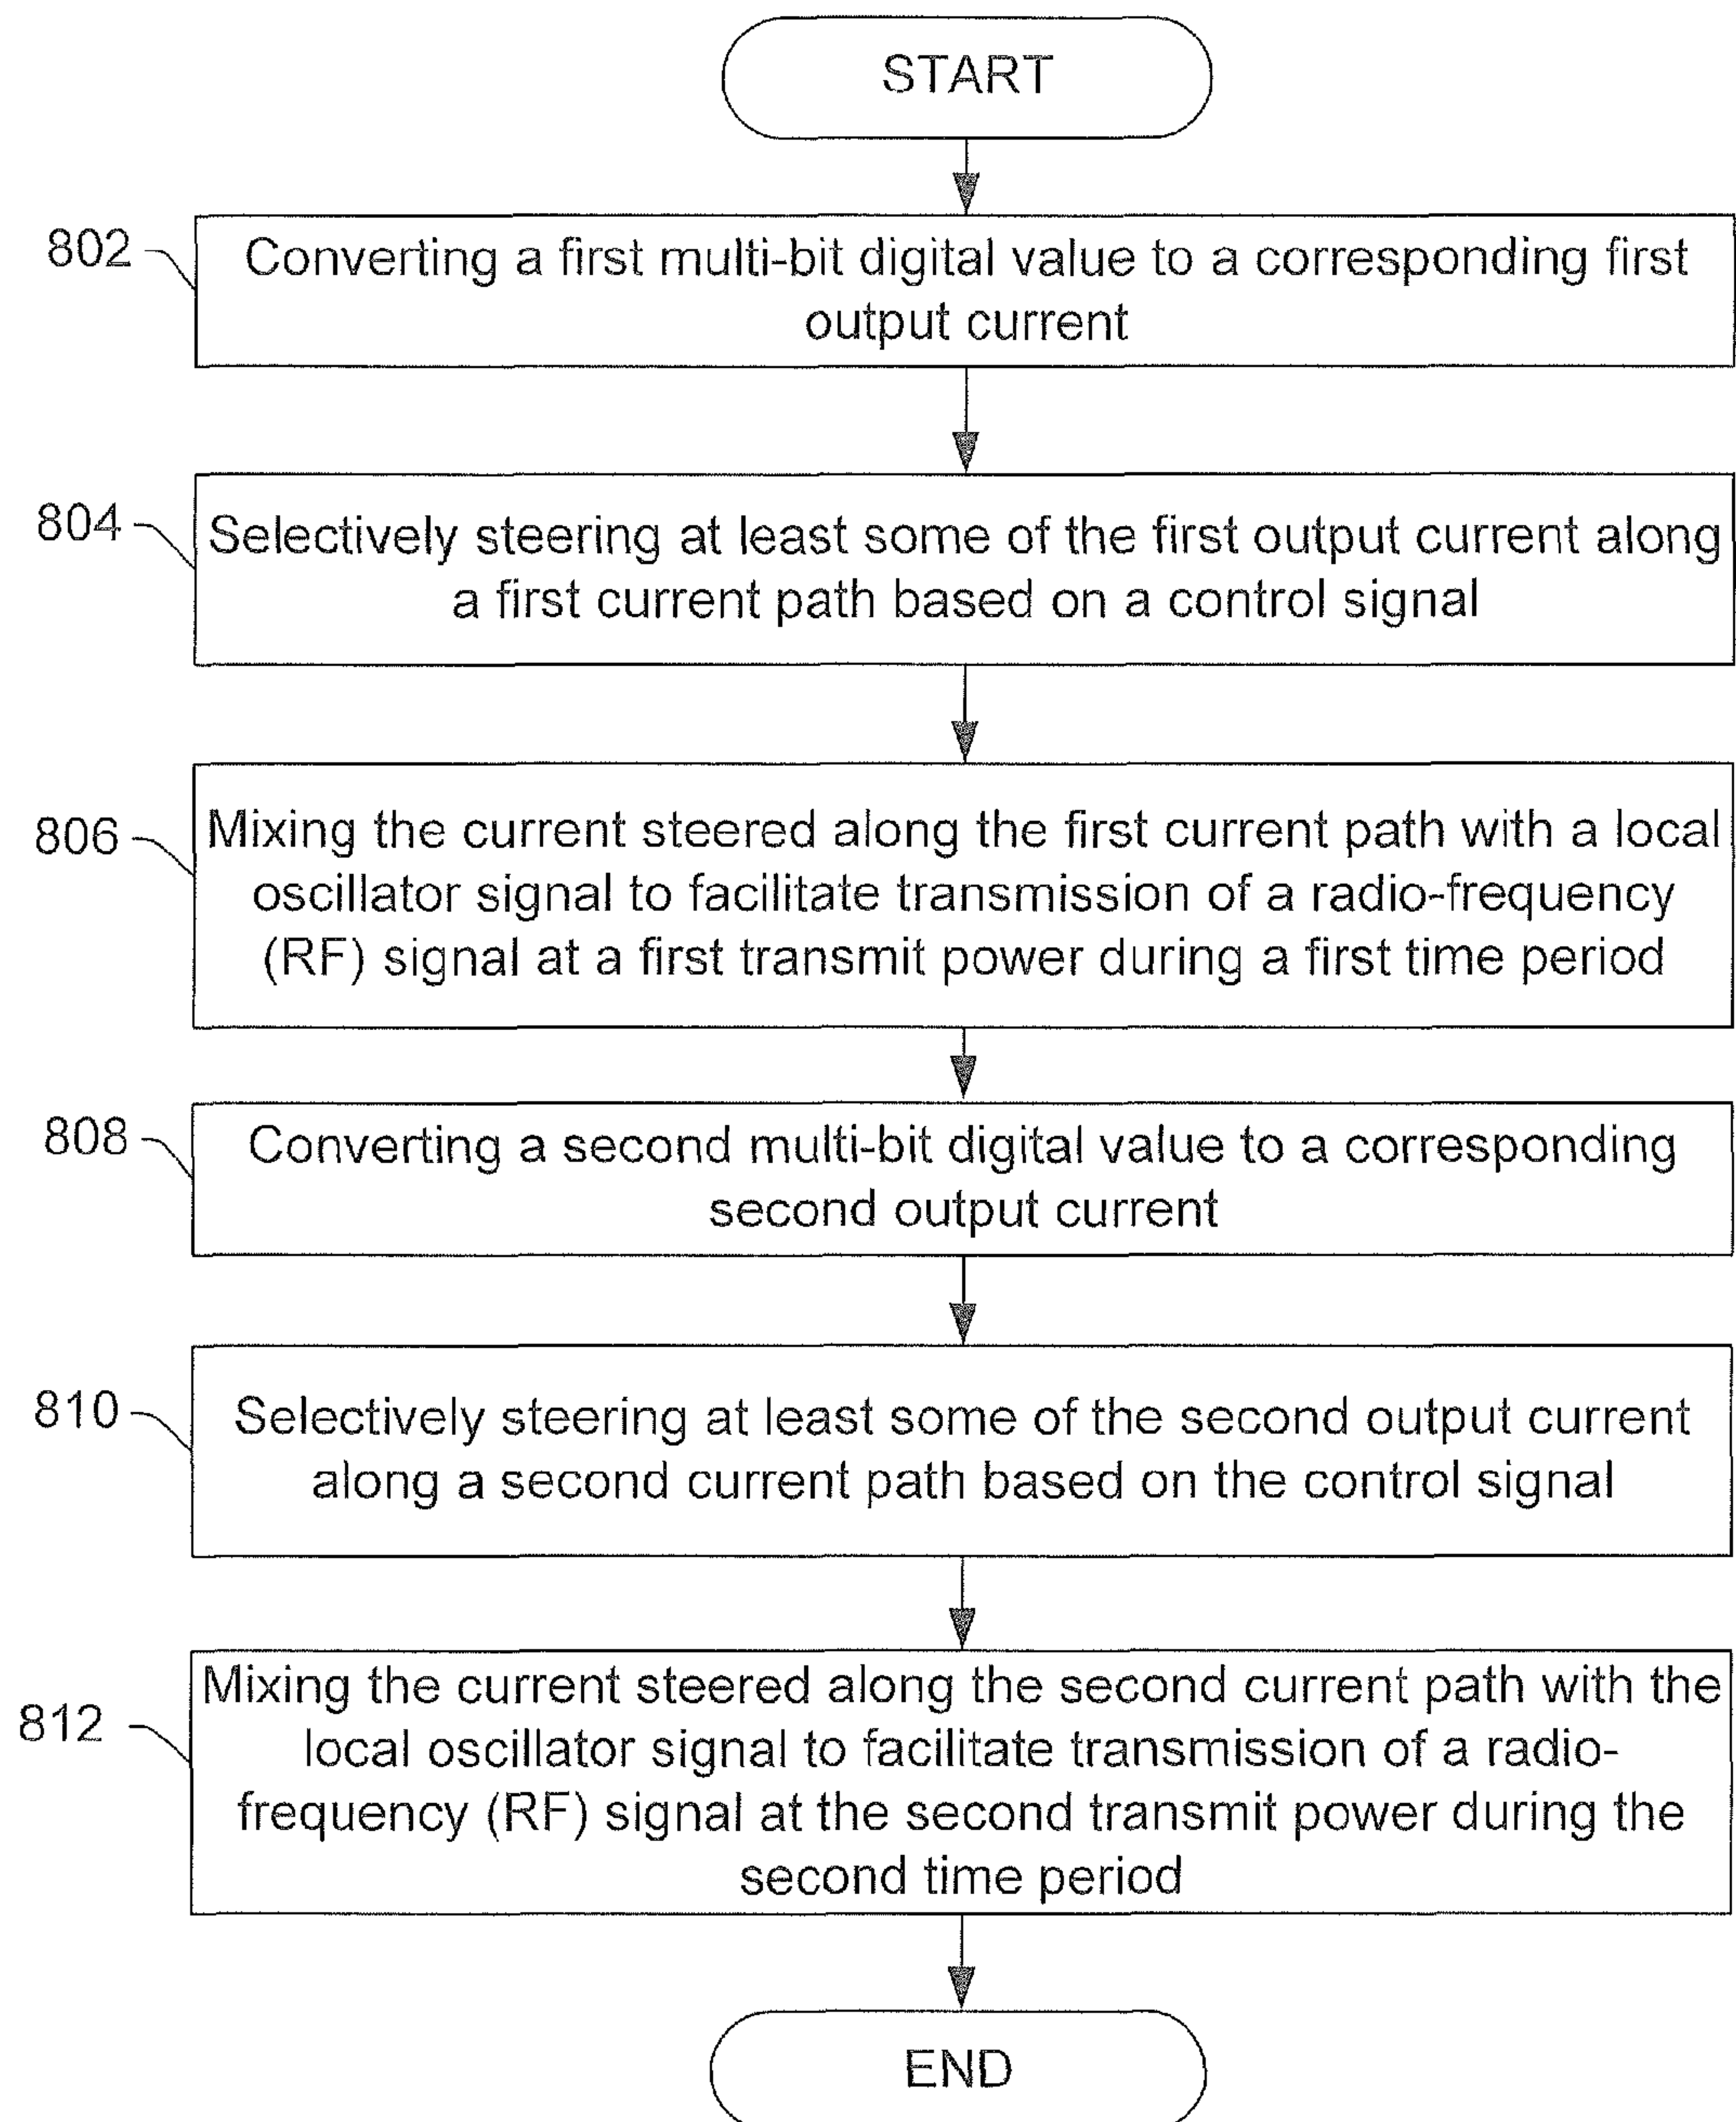 START
802
Converting a first multi-bit digital value to a corresponding first
output current
804
Selectively steering at least some of the first output current along
a first current path based on a control signal
806
Mixing the current steered along the first current path with a local
oscillator signal to facilitate transmission of a radio-frequency
(RF) signal at a first transmit power during a first time period
808
Converting a second multi-bit digital value to a corresponding
second output current
810
Selectively steering at least some of the second output current
along a second current path based on the control signal
812
Mixing the current steered along the second current path with the
local oscillator signal to facilitate transmission of a radio-
frequency (RF) signal at the second transmit power during the
second time period
END